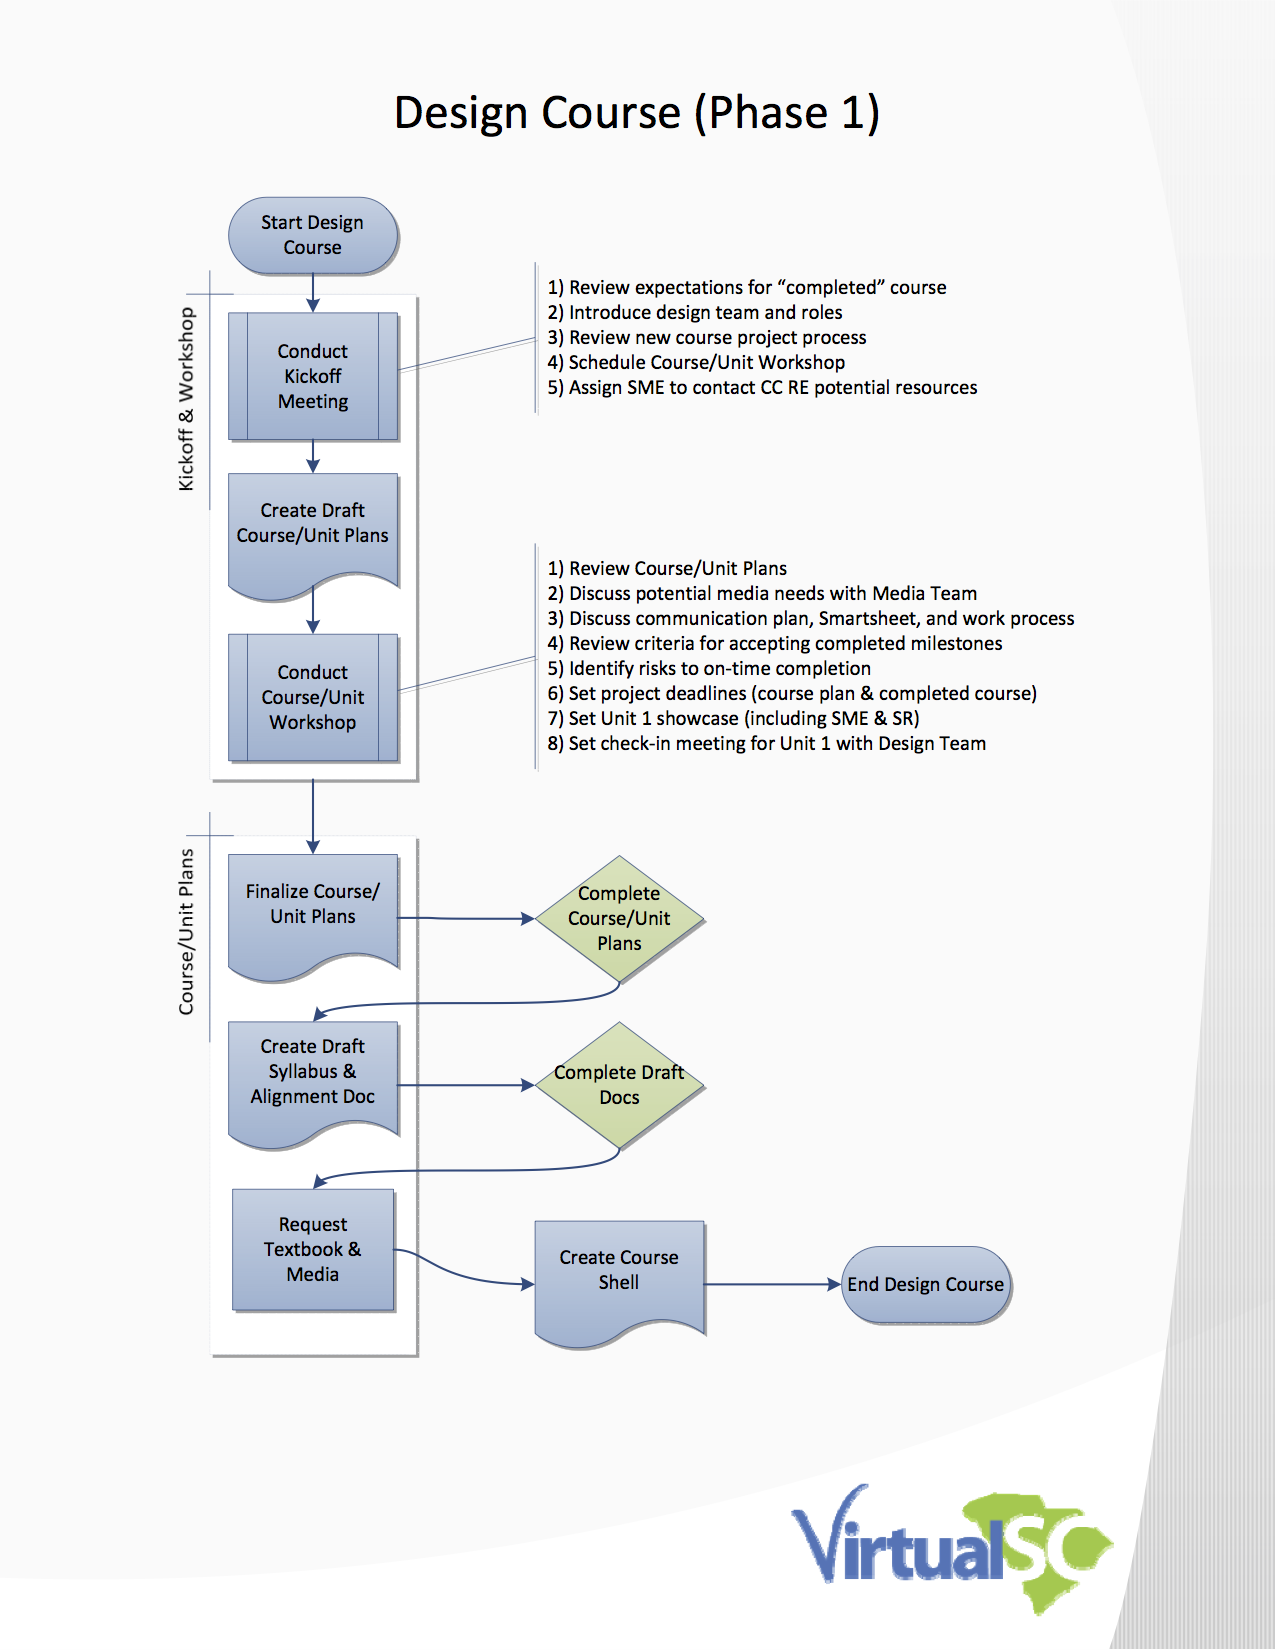 Design Course (Phase 1)
Start Design
Course
Kickoff & Workshop
Conduct
Kickoff
Meeting
1) Review expectations for “completed” course
2) Introduce design team and roles
3) Review new course project process
4) Schedule Course/Unit Workshop
5) Assign SME to contact CC RE potential resources
Create Draft
Course/Unit Plans
Conduct
Course/Unit
Workshop
1) Review Course/Unit Plans
2) Discuss potential media needs with Media Team
3) Discuss communication plan, Smartsheet, and work process
4) Review criteria for accepting completed milestones
5) Identify risks to on-time completion
6) Set project deadlines (course plan & completed course)
7) Set Unit 1 showcase (including SME & SR)
8) Set check-in meeting for Unit 1 with Design Team
Course/Unit Plans
Finalize Course/
Unit Plans
Complete
Course/Unit
Plans
Create Draft
Syllabus &
Alignment Doc
Complete Draft
Docs
Request
Textbook &
Media
Create Course
Shell
End Design Course
VirtualSC